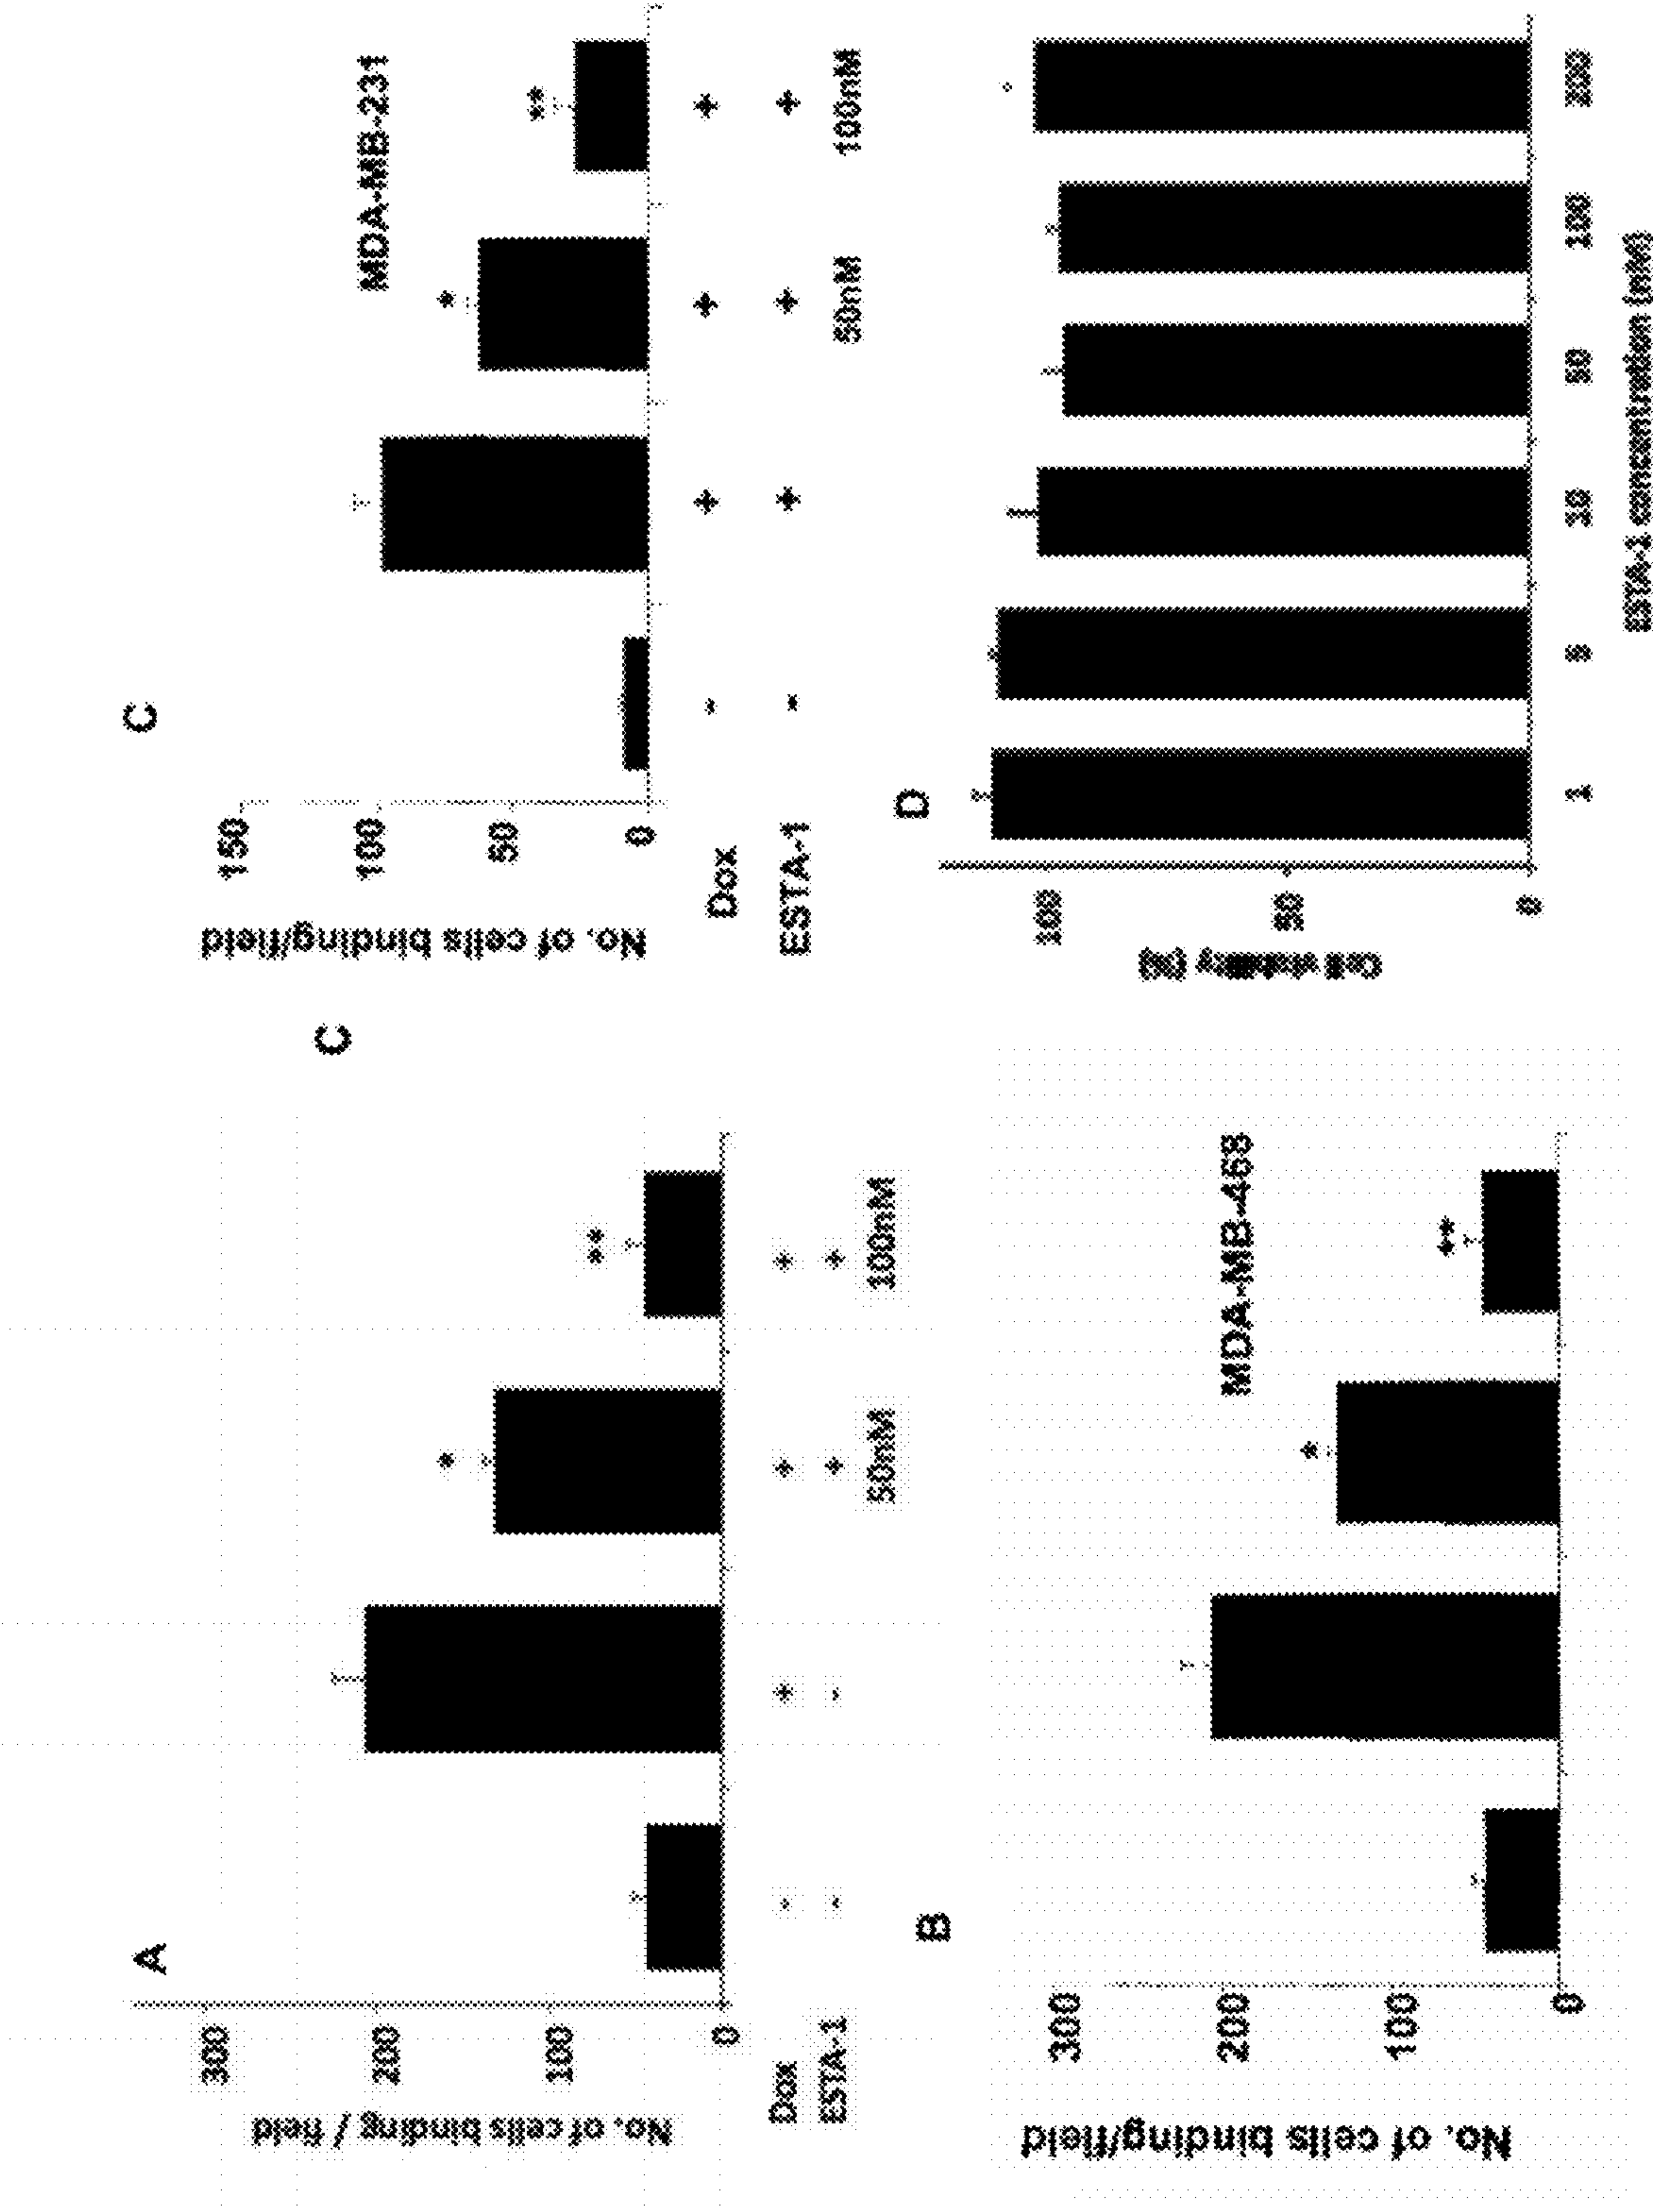 A
No. of cells binding / field
300
200
100
0
** 
*
Dox - + + +
ESTA-1 - - + +
50nM 100nM
C
B
No. of cells binding/field
300
200
100
0
MDA-MB-468
*
**
C
No. of cells binding/field
150
100
50
0
MDA-MB-231
*
**
Dox - + + +
ESTA-1 - + + +
50nM 100nM
D
Cell viability (%)
100
50
0
1 5 10 50 100 200
ESTA-1 concentration (nM)